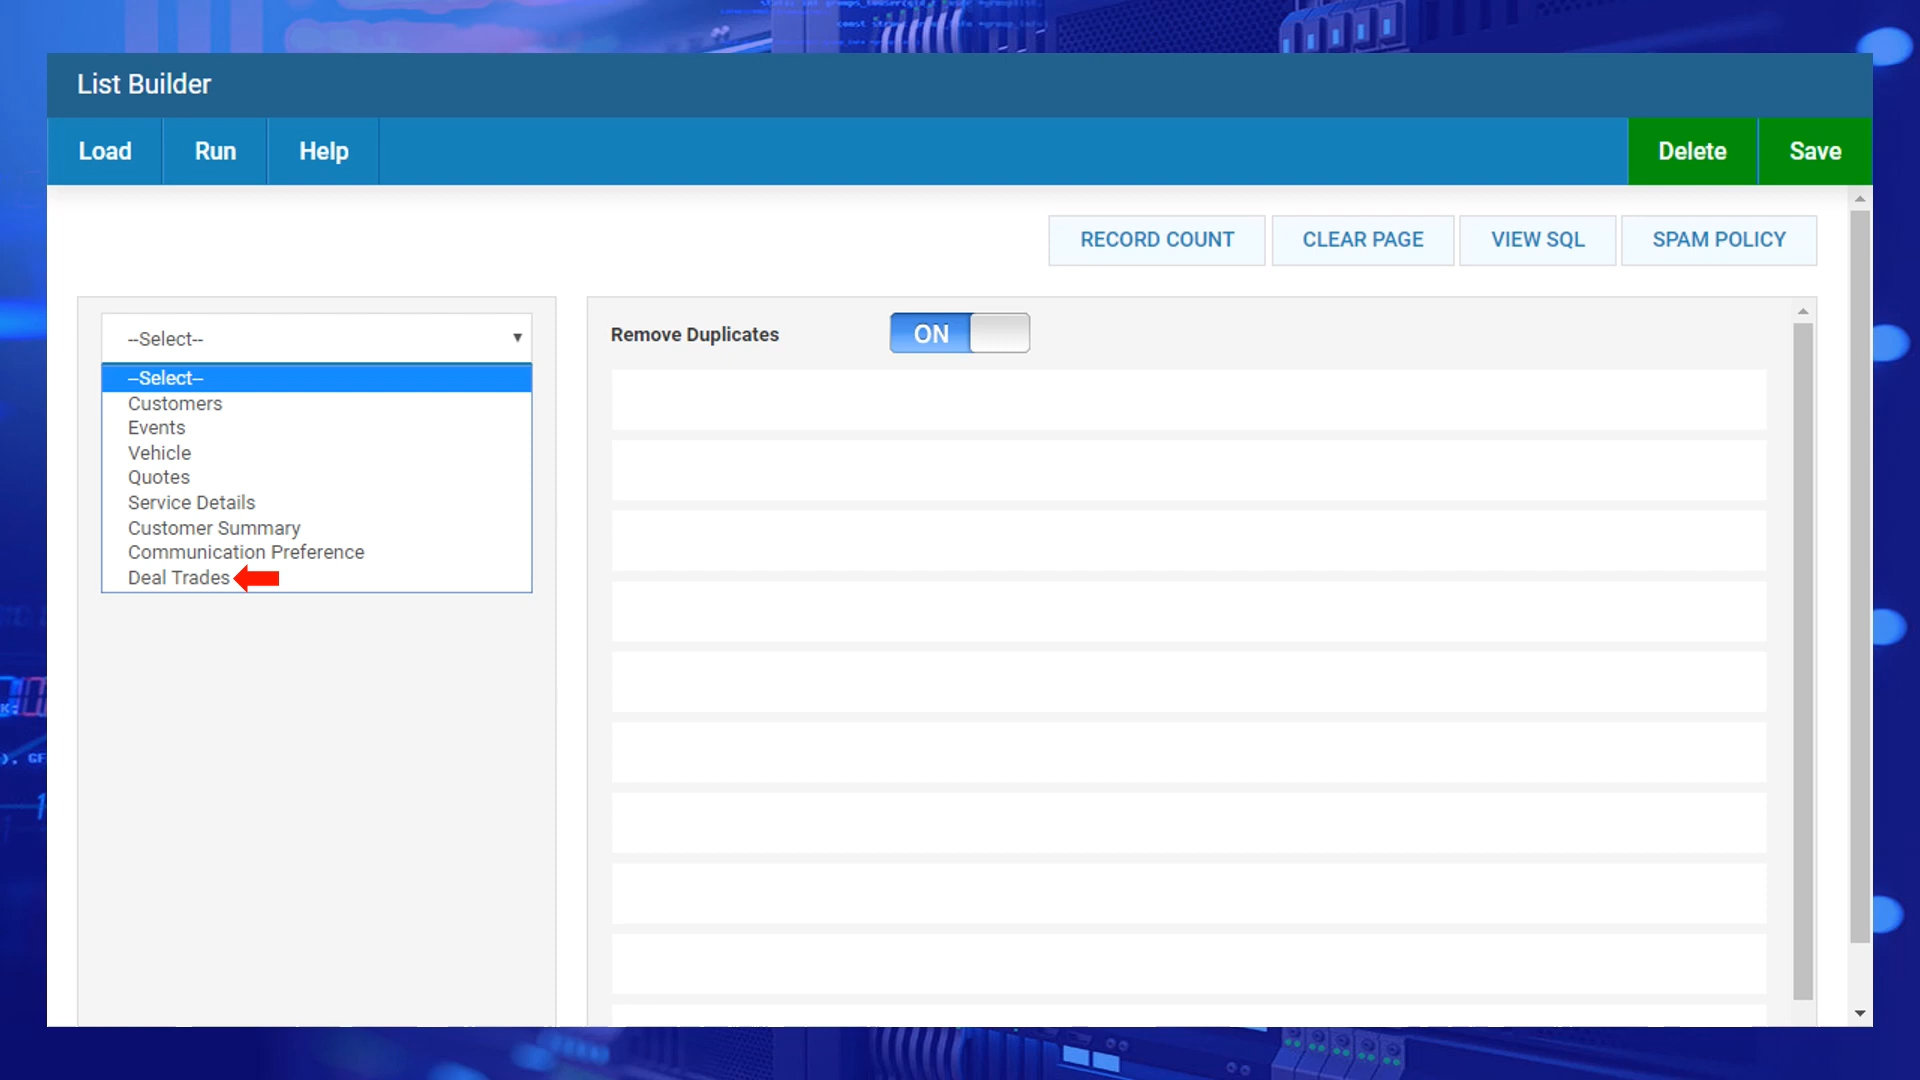 List Builder
Load
Run
Help
Delete
Save
RECORD COUNT
CLEAR PAGE
VIEW SQL
SPAM POLICY
--Select--
--Select--
Customers
Events
Vehicle
Quotes
Service Details
Customer Summary
Communication Preference
Deal Trades
Remove Duplicates
ON